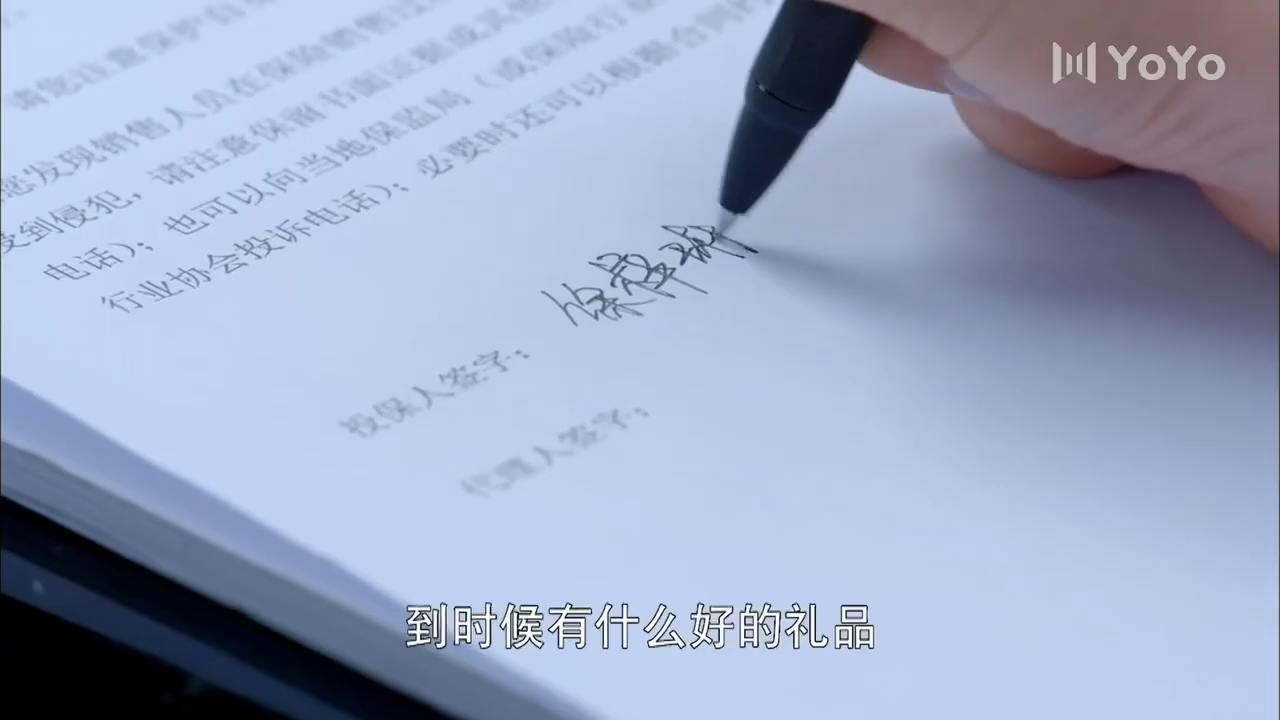 YoYo
请您注意保护自身
您发现销售人员在保险销售过
受到侵犯，请注意保留书面证据或其他
电话）；也可以向当地保监局（或保险行业
行业协会投诉电话）；必要时还可以根据合同约
投保人签字：
代理人签字：
到时候有什么好的礼品